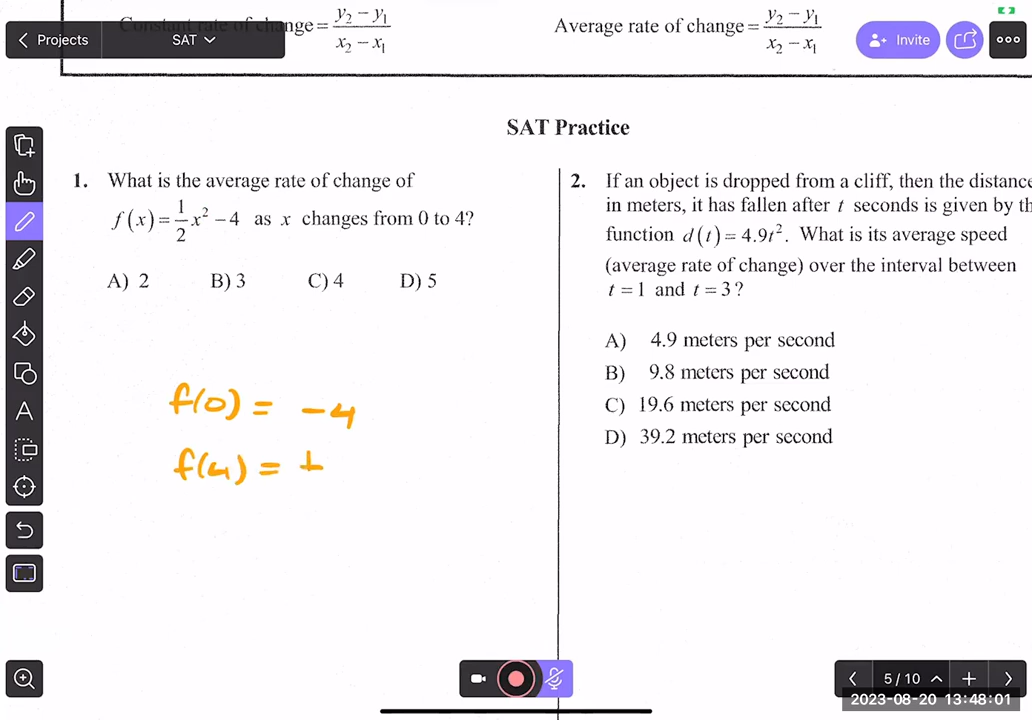 Constant rate of change = y₂ − y₁ / x₂ − x₁
Average rate of change = y₂ − y₁ / x₂ − x₁
Projects
SAT
Invite
SAT Practice
1. What is the average rate of change of
f(x) = 1/2 x² − 4 as x changes from 0 to 4?
A) 2 B) 3 C) 4 D) 5
f(0) = −4
f(4) = +
2. If an object is dropped from a cliff, then the distance
in meters, it has fallen after t seconds is given by th
function d(t) = 4.9t². What is its average speed
(average rate of change) over the interval between
t = 1 and t = 3?
A) 4.9 meters per second
B) 9.8 meters per second
C) 19.6 meters per second
D) 39.2 meters per second
A
5 / 10
2023-08-20 13:48:01